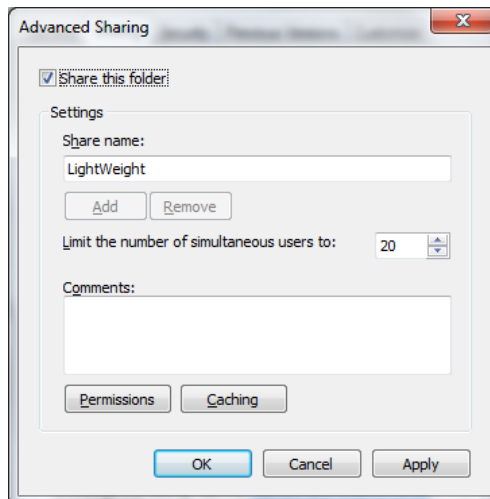 Advanced Sharing
Share this folder
Settings
Share name:
LightWeight
Add Remove
Limit the number of simultaneous users to: 20
Comments:
Permissions Caching
OK Cancel Apply